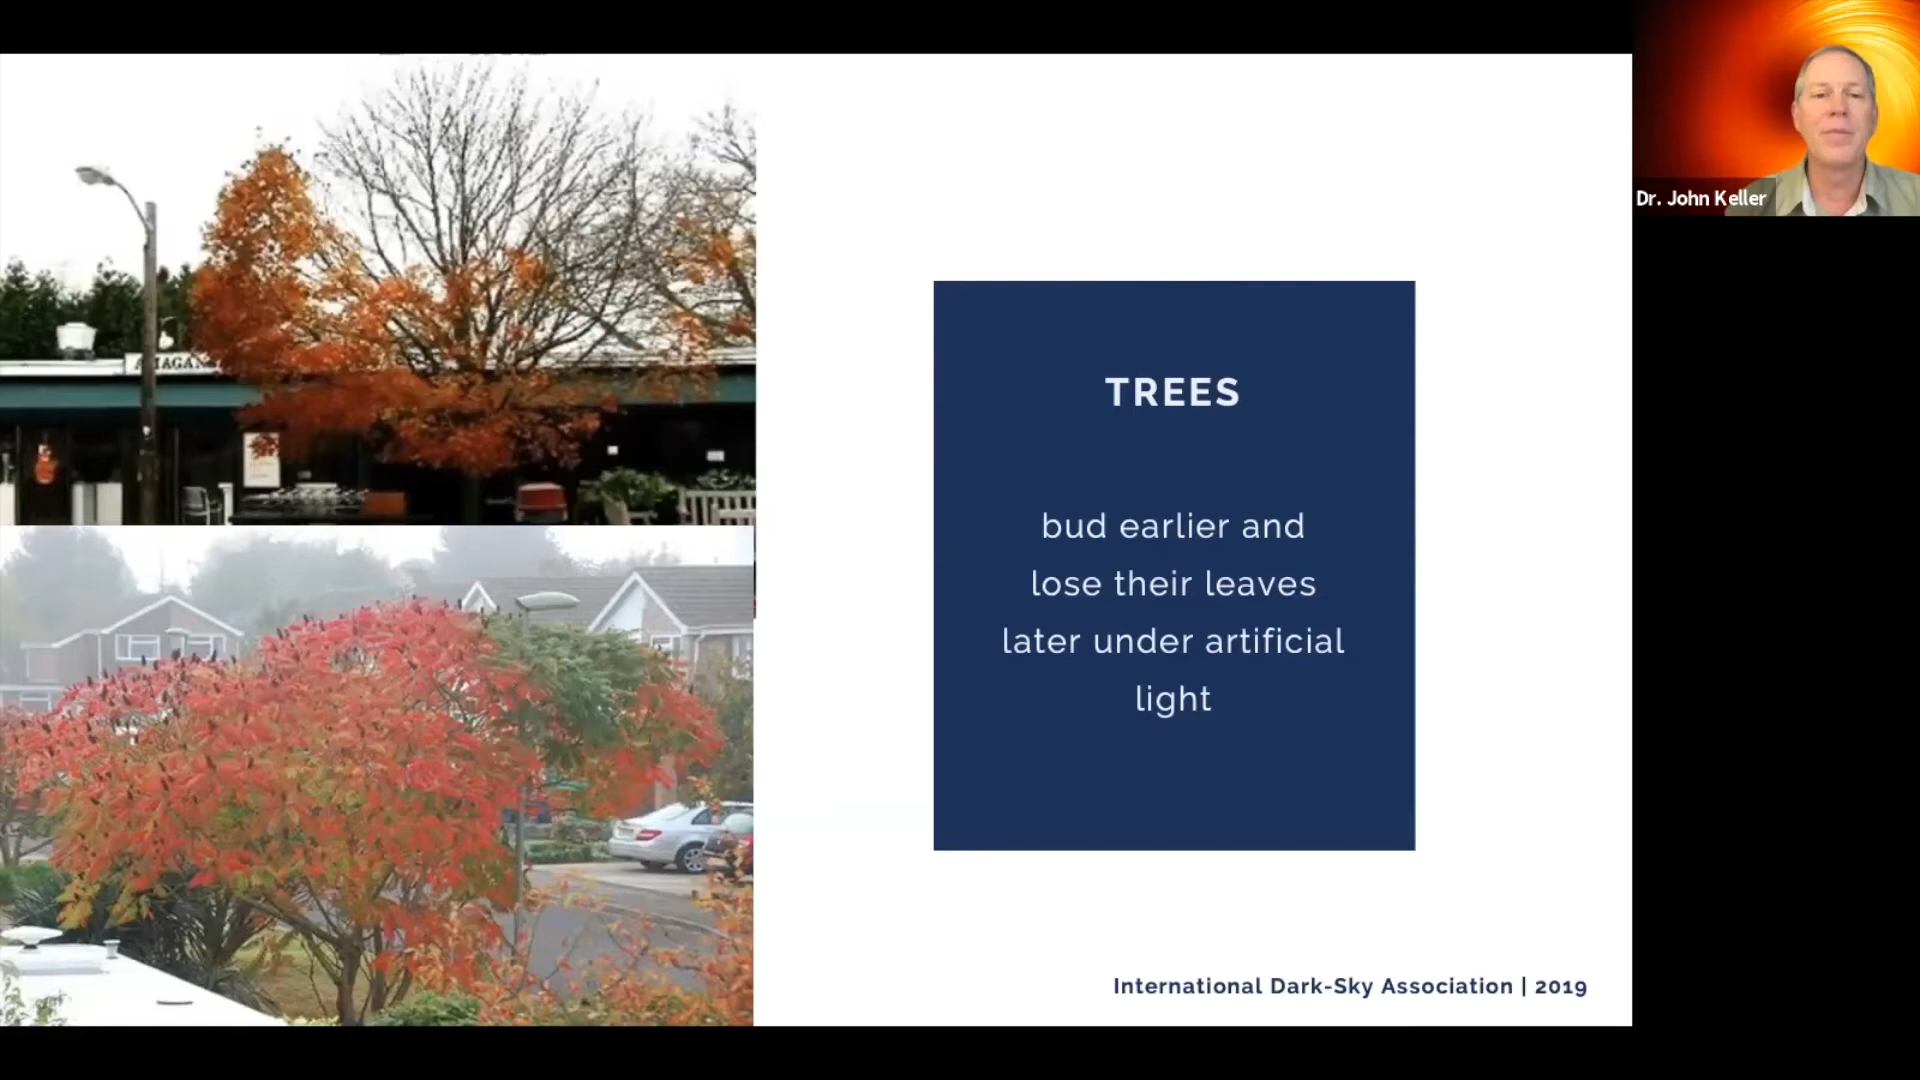 Dr. John Keller
TREES
bud earlier and
lose their leaves
later under artificial
light
International Dark-Sky Association | 2019